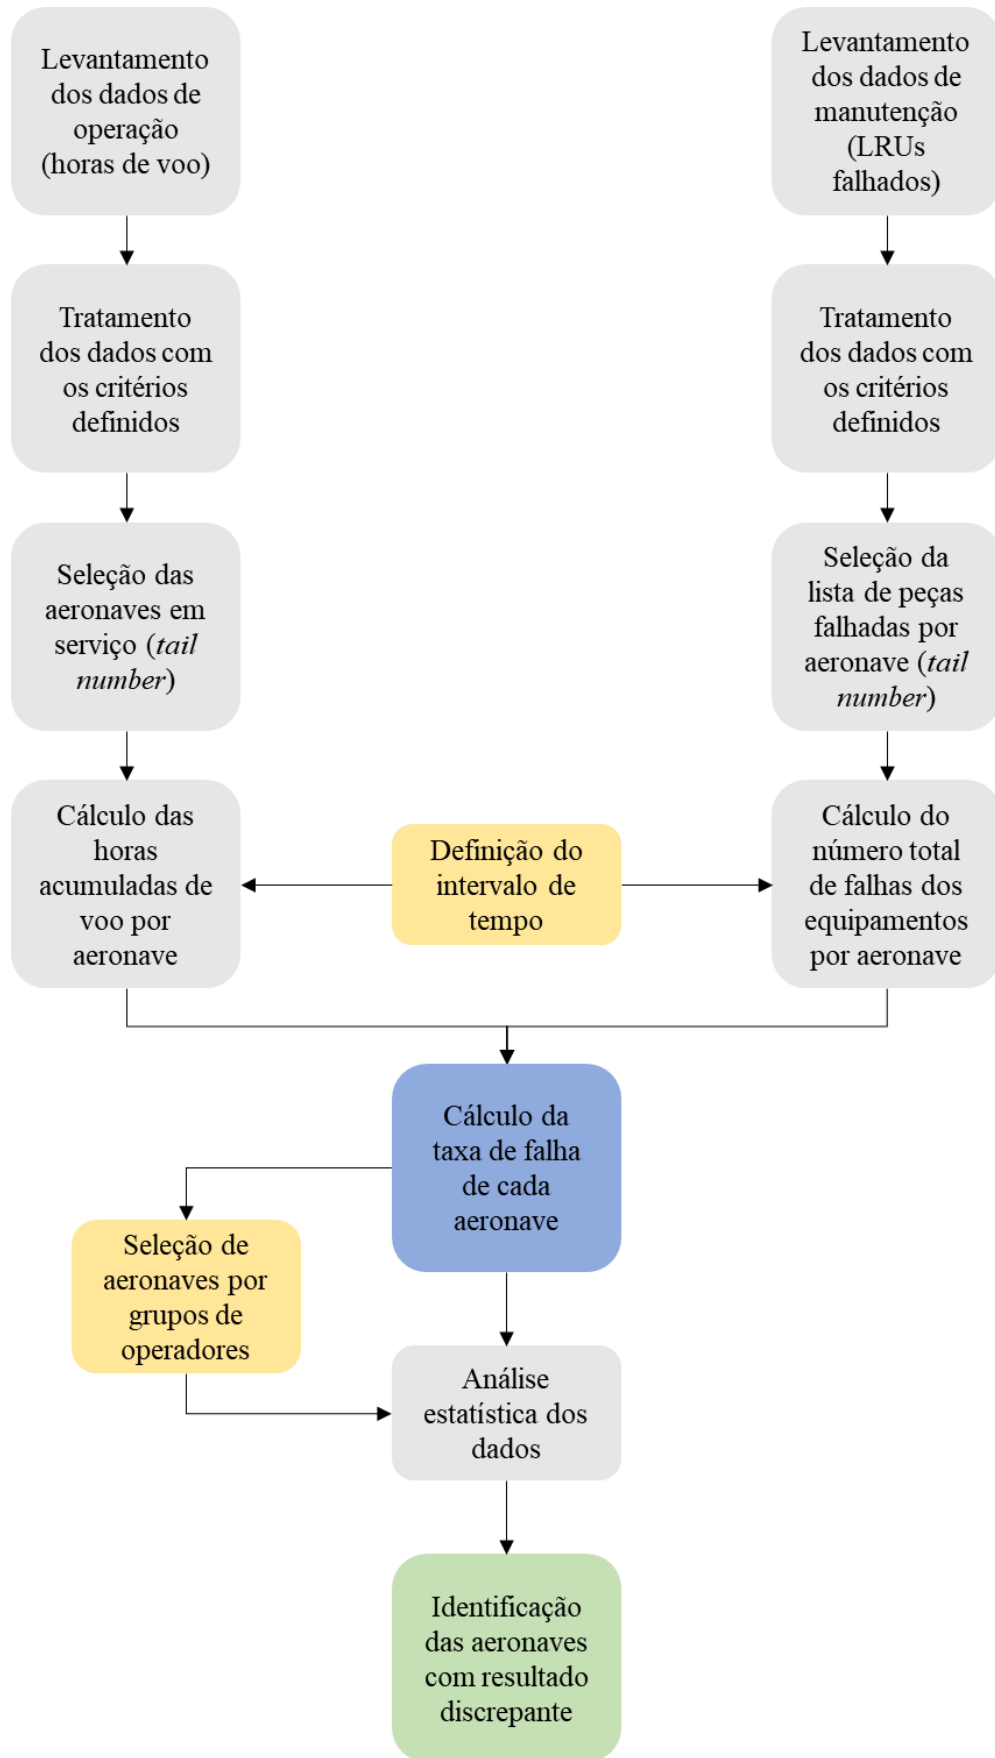 Levantamento
dos dados de
operação
(horas de voo)
Levantamento
dos dados de
manutenção
(LRUs
falhados)
Tratamento
dos dados com
os critérios
definidos
Tratamento
dos dados com
os critérios
definidos
Seleção das
aeronaves em
serviço (tail
number)
Seleção da
lista de peças
falhadas por
aeronave (tail
number)
Cálculo das
horas
acumuladas de
voo por
aeronave
Definição do
intervalo de
tempo
Cálculo do
número total
de falhas dos
equipamentos
por aeronave
Cálculo da
taxa de falha
de cada
aeronave
Seleção de
aeronaves por
grupos de
operadores
Análise
estatística dos
dados
Identificação
das aeronaves
com resultado
discrepante